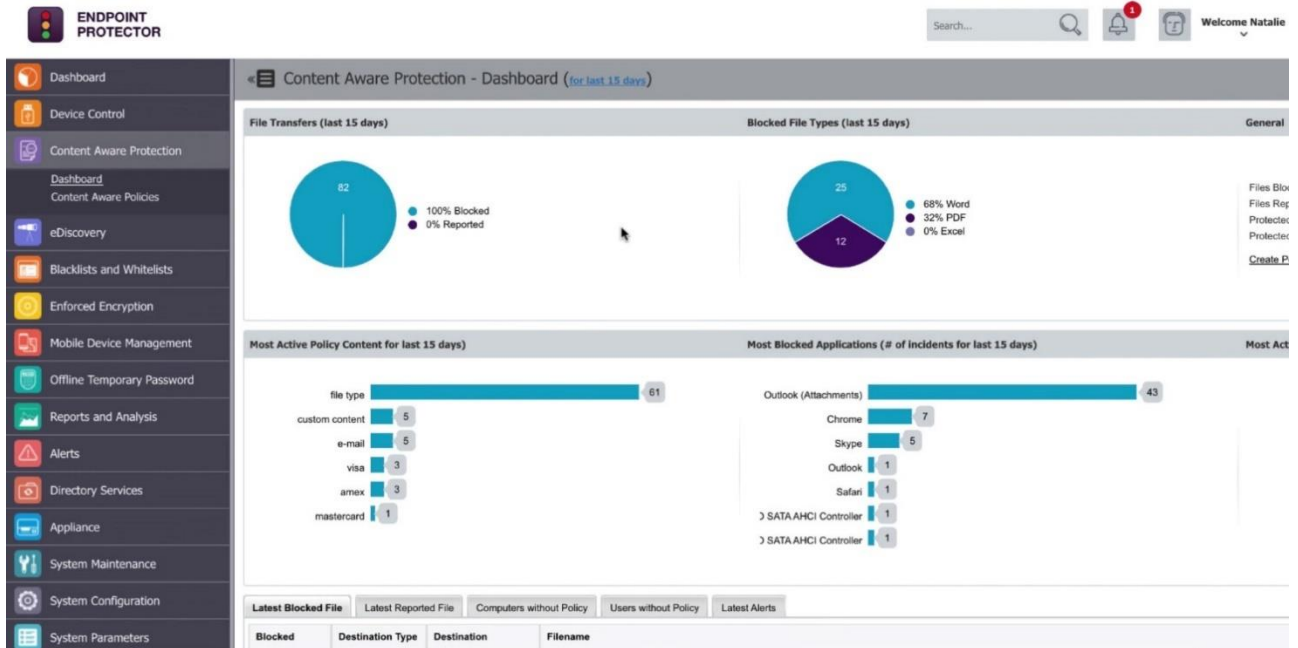 ENDPOINT
PROTECTOR
Search...
1
Welcome Natalie
Dashboard
Device Control
Content Aware Protection
Dashboard
Content Aware Policies
eDiscovery
Blacklists and Whitelists
Enforced Encryption
Mobile Device Management
Offline Temporary Password
Reports and Analysis
Alerts
Directory Services
Appliance
System Maintenance
System Configuration
System Parameters
Content Aware Protection - Dashboard (for last 15 days)
File Transfers (last 15 days)
82
100% Blocked
0% Reported
Blocked File Types (last 15 days)
25
12
68% Word
32% PDF
0% Excel
General
Files Bloc
Files Rep
Protected
Protected
Create P
Most Active Policy Content for last 15 days)
file type 61
custom content 5
e-mail 5
visa 3
amex 3
mastercard 1
Most Blocked Applications (# of incidents for last 15 days)
Outlook (Attachments) 43
Chrome 7
Skype 5
Outlook 1
Safari 1
SATA AHCI Controller 1
SATA AHCI Controller 1
Most Act
Latest Blocked File Latest Reported File Computers without Policy Users without Policy Latest Alerts
Blocked Destination Type Destination Filename